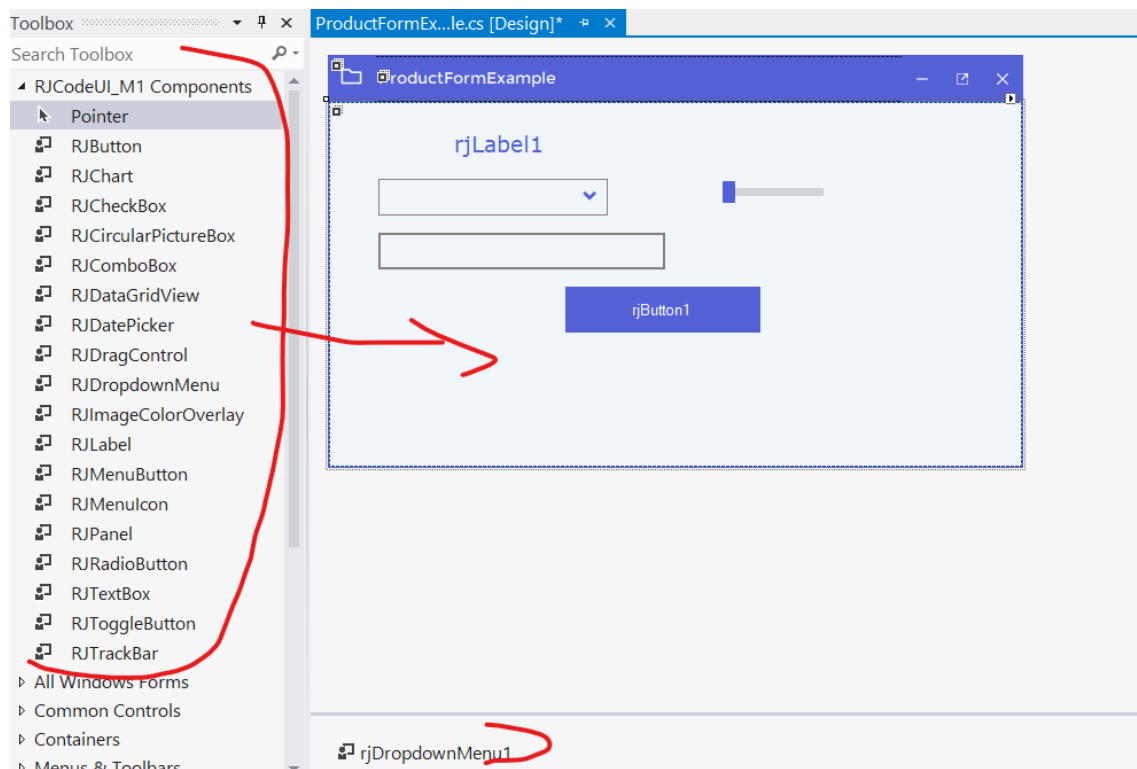 Toolbox
ProductFormEx...le.cs [Design]*
Search Toolbox
RJCodeUI_M1 Components
Pointer
RJButton
RJChart
RJCheckBox
RJCircularPictureBox
RJComboBox
RJDataGridView
RJDatePicker
RJDragControl
RJDropdownMenu
RJImageColorOverlay
RJLabel
RJMenuButton
RJMenuIcon
RJPanel
RJRadioButton
RJTextBox
RJToggleButton
RJTrackBar
All Windows Forms
Common Controls
Containers
Menus & Toolbars
ProductFormExample
rjLabel1
rjButton1
rjDropdownMenu1